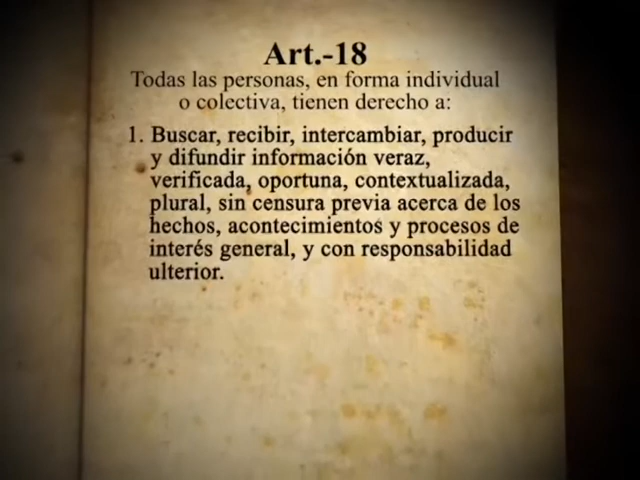 Art.-18
Todas las personas, en forma individual
o colectiva, tienen derecho a:
1. Buscar, recibir, intercambiar, producir
y difundir información veraz,
verificada, oportuna, contextualizada,
plural, sin censura previa acerca de los
hechos, acontecimientos y procesos de
interés general, y con responsabilidad
ulterior.